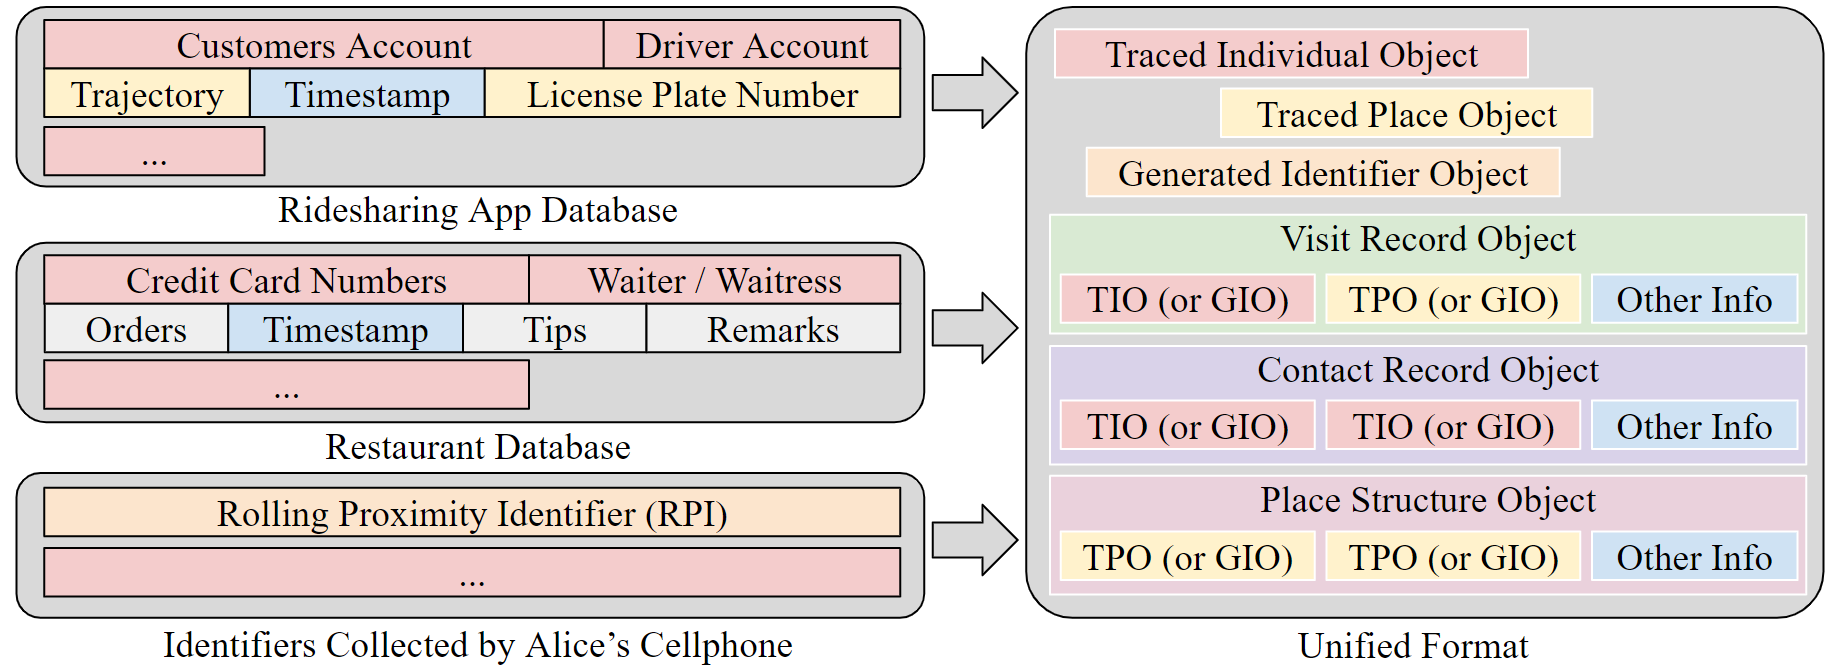 Customers Account Driver Account
Trajectory Timestamp License Plate Number
...
Ridesharing App Database
Credit Card Numbers Waiter / Waitress
Orders Timestamp Tips Remarks
...
Restaurant Database
Rolling Proximity Identifier (RPI)
...
Identifiers Collected by Alice’s Cellphone
Traced Individual Object
Traced Place Object
Generated Identifier Object
Visit Record Object
TIO (or GIO) TPO (or GIO) Other Info
Contact Record Object
TIO (or GIO) TIO (or GIO) Other Info
Place Structure Object
TPO (or GIO) TPO (or GIO) Other Info
Unified Format